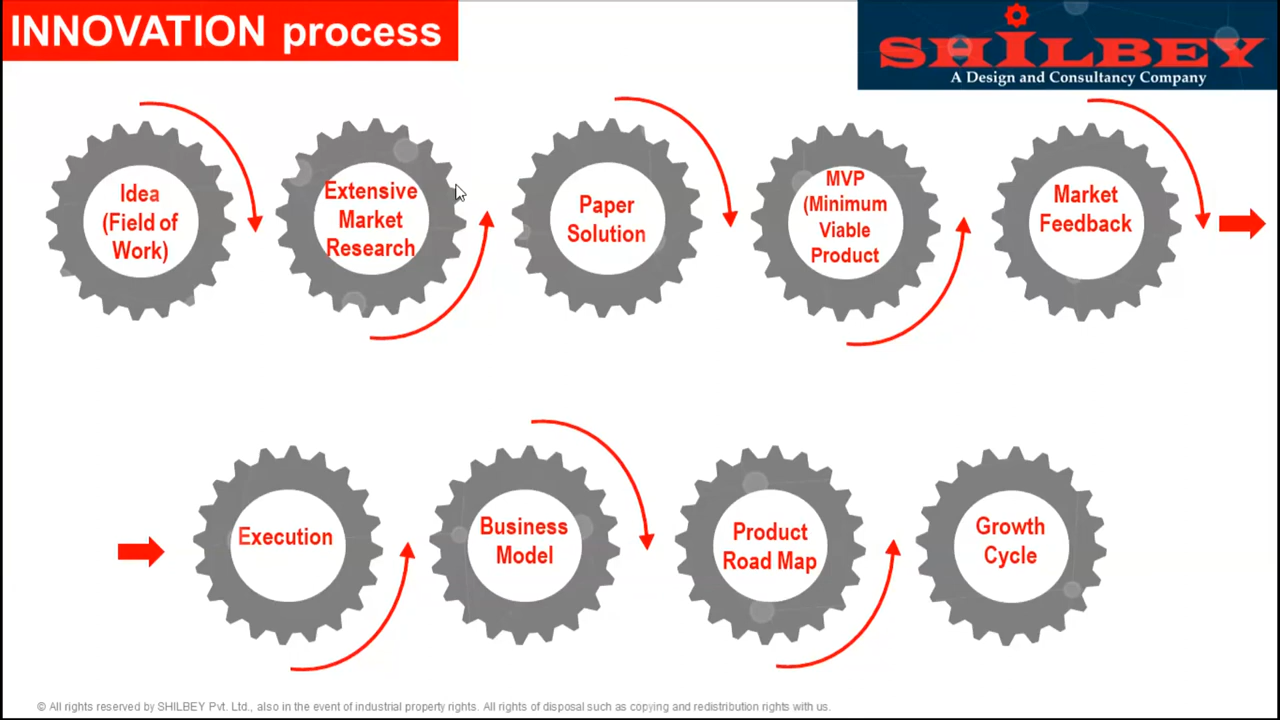 INNOVATION process
SHILBEY
A Design and Consultancy Company
Idea
(Field of
Work)
Extensive
Market
Research
Paper
Solution
MVP
(Minimum
Viable
Product
Market
Feedback
Execution
Business
Model
Product
Road Map
Growth
Cycle
© All rights reserved by SHILBEY Pvt. Ltd., also in the event of industrial property rights. All rights of disposal such as copying and redistribution rights with us.